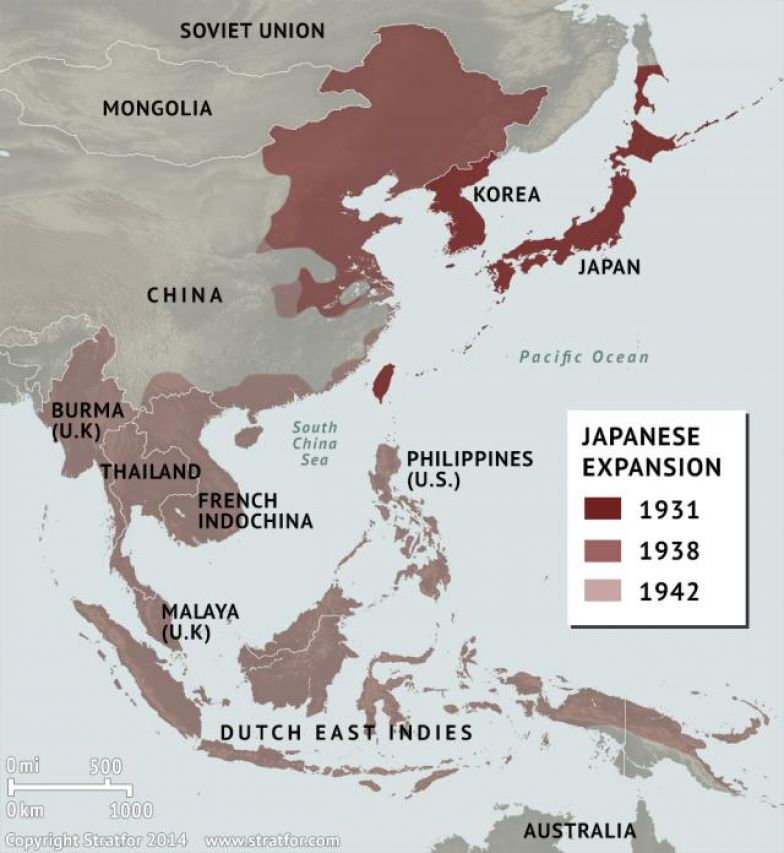 SOVIET UNION
MONGOLIA
KOREA
JAPAN
CHINA
Pacific Ocean
BURMA
(U.K)
South
China
Sea
THAILAND
PHILIPPINES
(U.S.)
FRENCH
INDOCHINA
JAPANESE
EXPANSION
1931
1938
1942
MALAYA
(U.K)
DUTCH EAST INDIES
0 mi 500
0 km 1000
AUSTRALIA
Copyright Stratfor 2014 www.stratfor.com